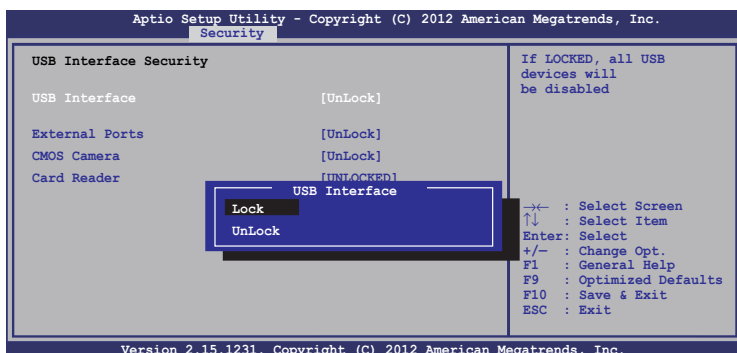 Aptio Setup Utility - Copyright (C) 2012 American Megatrends, Inc.
Security
USB Interface Security
USB Interface [UnLock]
External Ports [UnLock]
CMOS Camera [UnLock]
Card Reader [UNLOCKED]
USB Interface
Lock
UnLock
If LOCKED, all USB
devices will
be disabled
→← : Select Screen
↑↓ : Select Item
Enter: Select
+/— : Change Opt.
F1 : General Help
F9 : Optimized Defaults
F10 : Save & Exit
ESC : Exit
Version 2.15.1231. Copyright (C) 2012 American Megatrends, Inc.